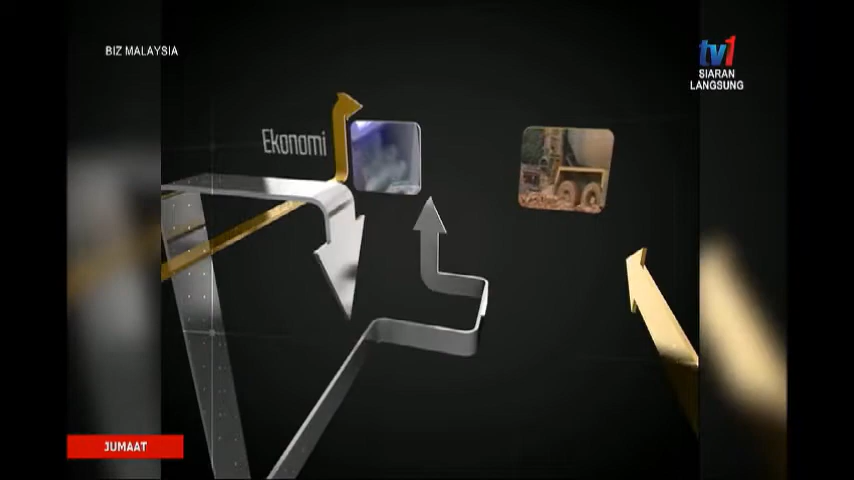 BIZ MALAYSIA
tv1
SIARAN
LANGSUNG
Ekonomi
JUMAAT